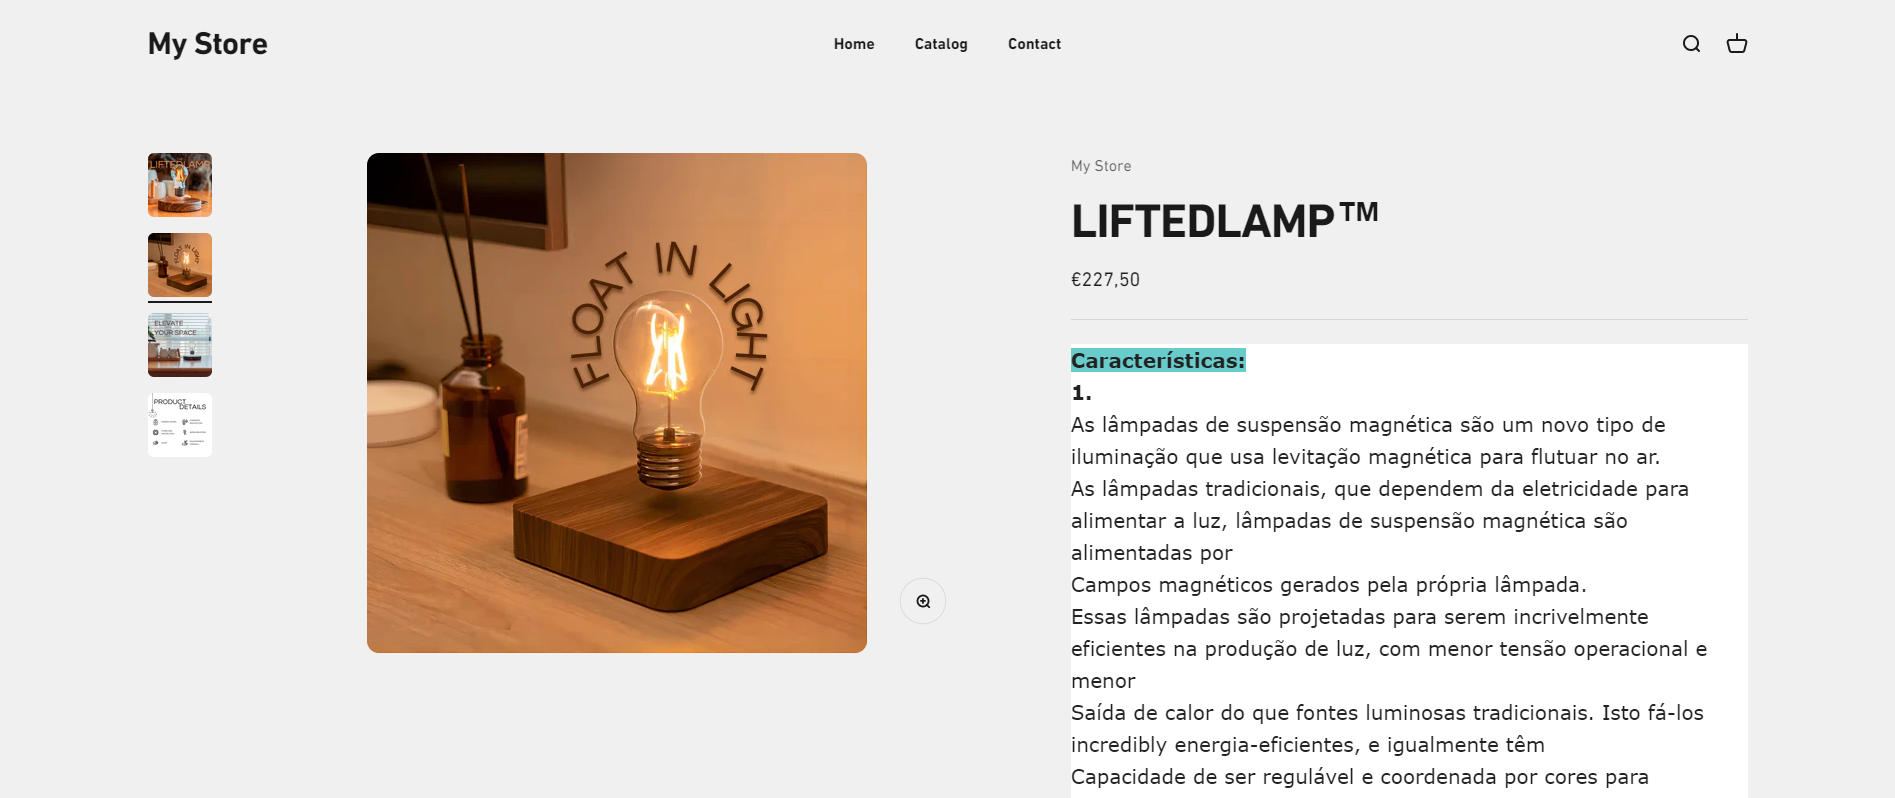 My Store
Home
Catalog
Contact
LIFTEDLAMP
FLOAT IN LIGHT
ELEVATE
YOUR SPACE
PRODUCT
DETAILS
FLOAT IN LIGHT
My Store
LIFTEDLAMP™
€227,50
Características:
1.
As lâmpadas de suspensão magnética são um novo tipo de
iluminação que usa levitação magnética para flutuar no ar.
As lâmpadas tradicionais, que dependem da eletricidade para
alimentar a luz, lâmpadas de suspensão magnética são
alimentadas por
Campos magnéticos gerados pela própria lâmpada.
Essas lâmpadas são projetadas para serem incrivelmente
eficientes na produção de luz, com menor tensão operacional e
menor
Saída de calor do que fontes luminosas tradicionais. Isto fá-los
incredibly energia-eficientes, e igualmente têm
Capacidade de ser regulável e coordenada por cores para